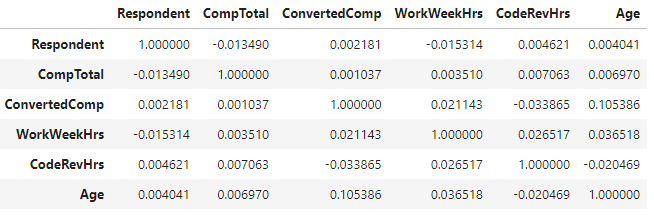 Respondent CompTotal ConvertedComp WorkWeekHrs CodeRevHrs Age
Respondent 1.000000 -0.013490 0.002181 -0.015314 0.004621 0.004041
CompTotal -0.013490 1.000000 0.001037 0.003510 0.007063 0.006970
ConvertedComp 0.002181 0.001037 1.000000 0.021143 -0.033865 0.105386
WorkWeekHrs -0.015314 0.003510 0.021143 1.000000 0.026517 0.036518
CodeRevHrs 0.004621 0.007063 -0.033865 0.026517 1.000000 -0.020469
Age 0.004041 0.006970 0.105386 0.036518 -0.020469 1.000000